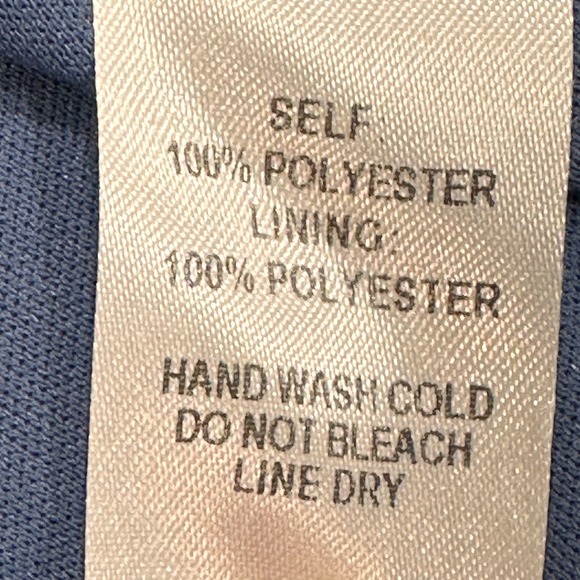 SELF:
100% POLYESTER
LINING:
100% POLYESTER
HAND WASH COLD
DO NOT BLEACH
LINE DRY